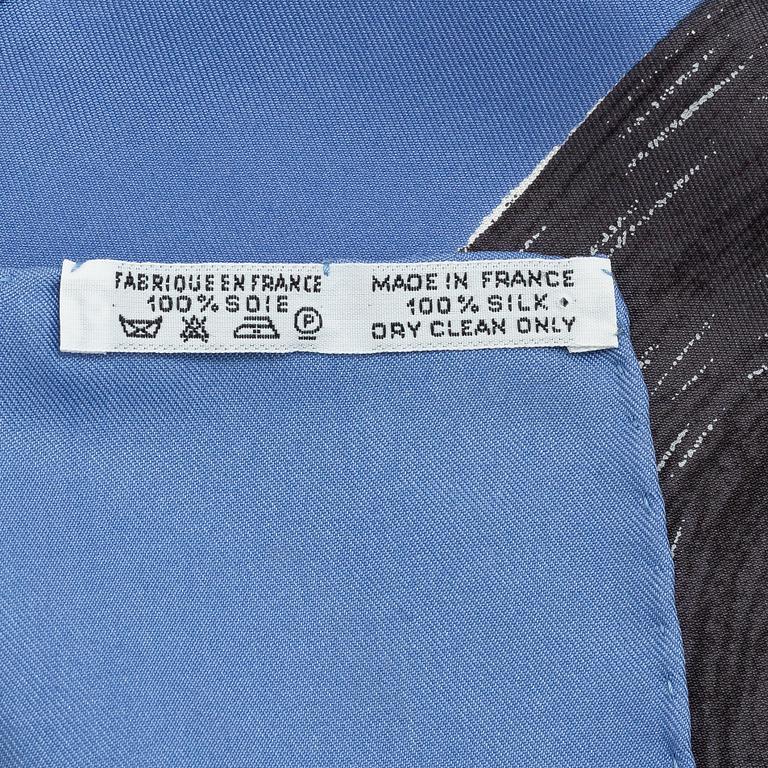 FABRIQUE EN FRANCE
100% SOIE
P
MADE IN FRANCE
100% SILK
DRY CLEAN ONLY